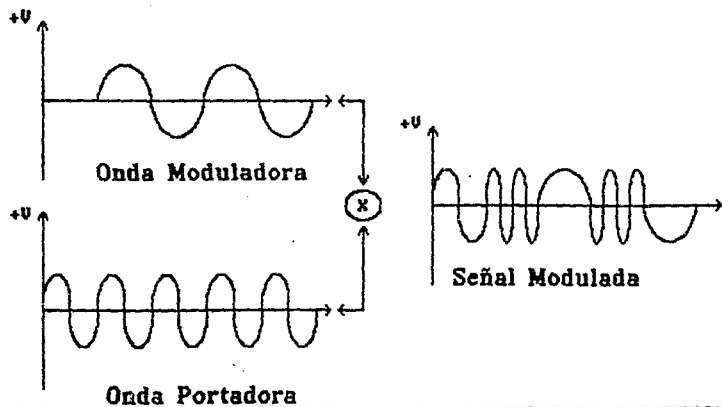 +V
Onda Moduladora
+V
X
Señal Modulada
+V
Onda Portadora